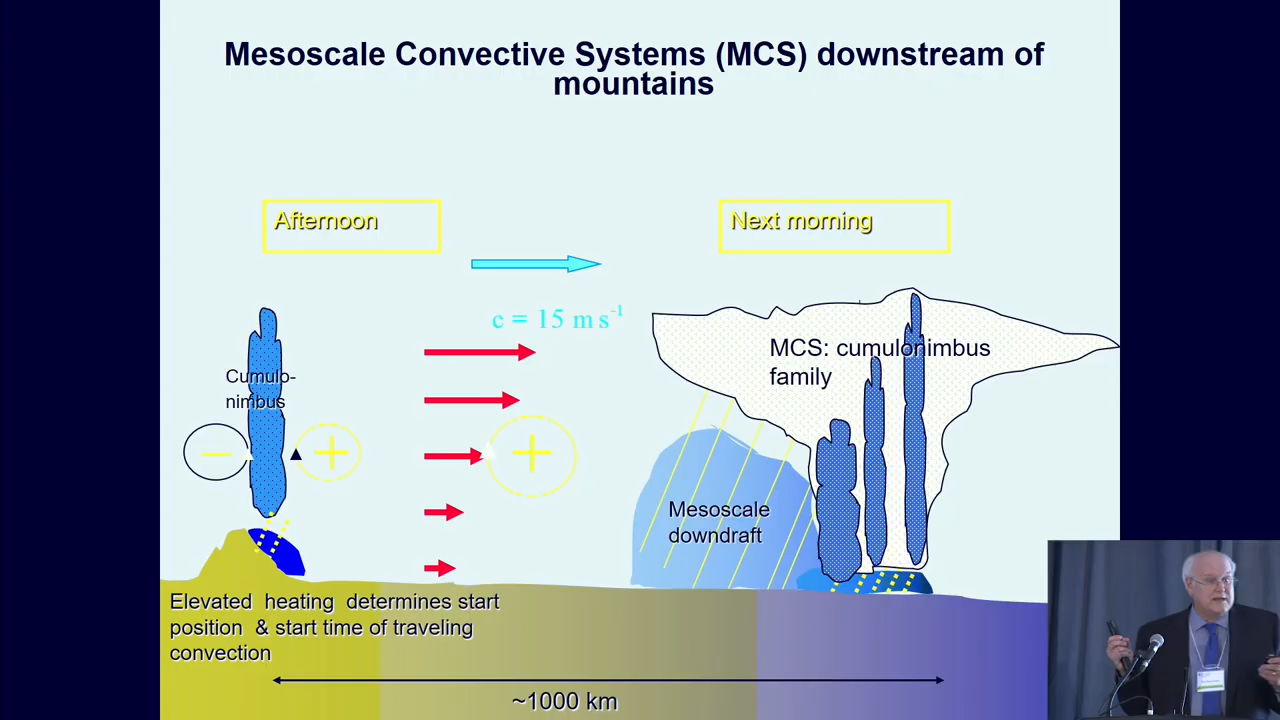 Mesoscale Convective Systems (MCS) downstream of
mountains
Afternoon
Next morning
c = 15 m s⁻¹
Cumulo-
nimbus
MCS: cumulonimbus
family
Mesoscale
downdraft
Elevated heating determines start
position & start time of traveling
convection
~1000 km